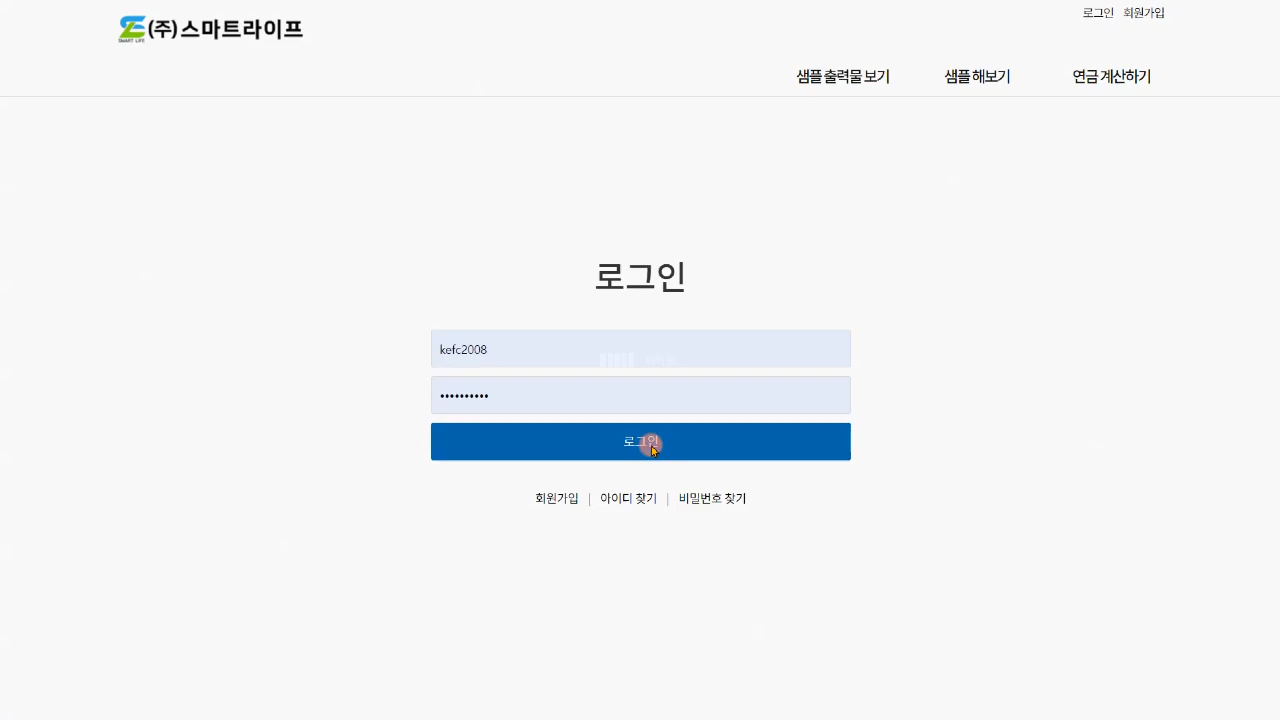 로그인 회원가입
SMART LIFE
(주)스마트라이프
샘플 출력물 보기 샘플 해보기 연금 계산하기
로그인
kefc2008
••••••••••
로그인
회원가입 | 아이디 찾기 | 비밀번호 찾기